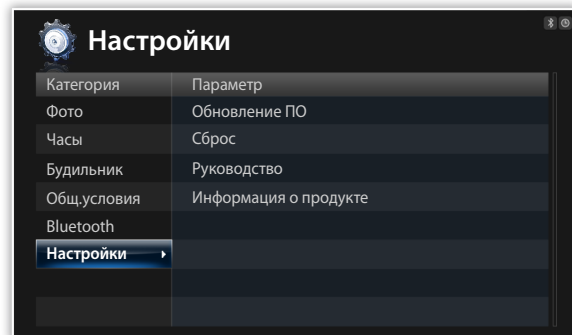 Настройки
Категория Параметр
Фото Обновление ПО
Часы Сброс
Будильник Руководство
Общ.условия Информация о продукте
Bluetooth
Настройки